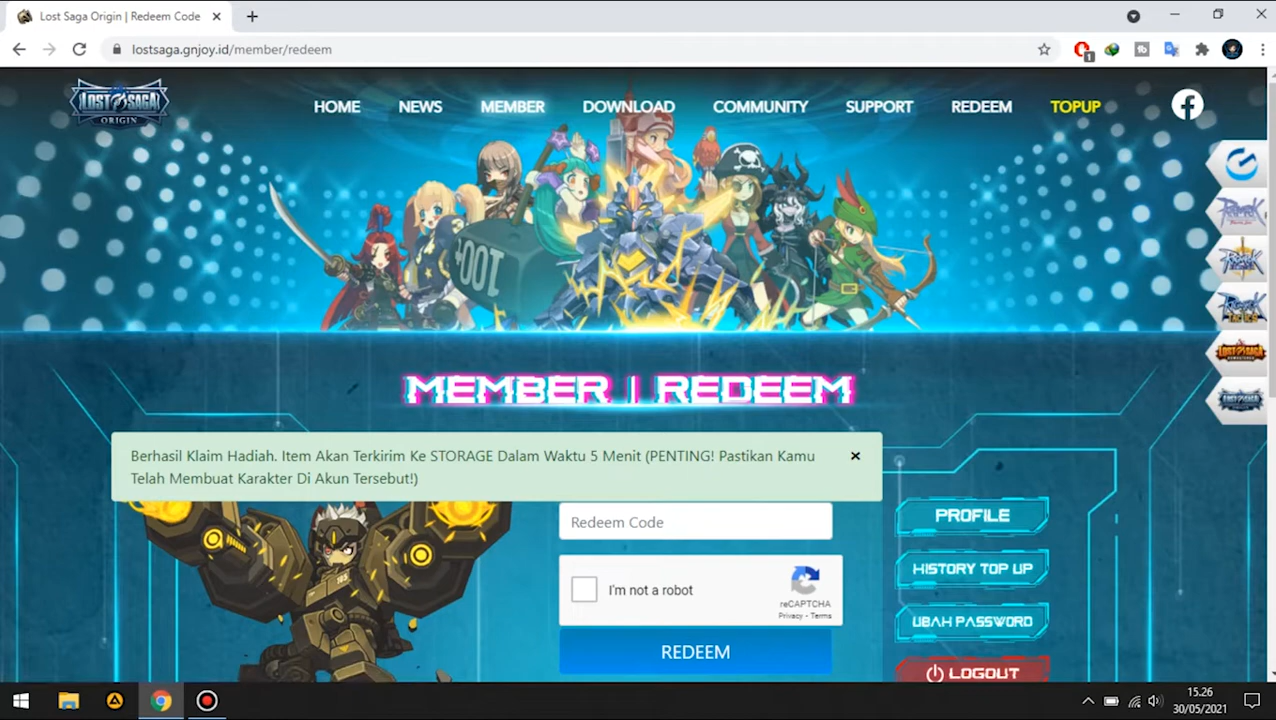 Lost Saga Origin | Redeem Code
lostsaga.gnjoy.id/member/redeem
1
LOST SAGA
ORIGIN
HOME
NEWS
MEMBER
DOWNLOAD
COMMUNITY
SUPPORT
REDEEM
TOPUP
100+
MEMBER | REDEEM
Berhasil Klaim Hadiah. Item Akan Terkirim Ke STORAGE Dalam Waktu 5 Menit (PENTING! Pastikan Kamu
Telah Membuat Karakter Di Akun Tersebut!)
Redeem Code
I'm not a robot
reCAPTCHA
Privacy - Terms
REDEEM
PROFILE
HISTORY TOP UP
UBAH PASSWORD
LOGOUT
15.26
30/05/2021